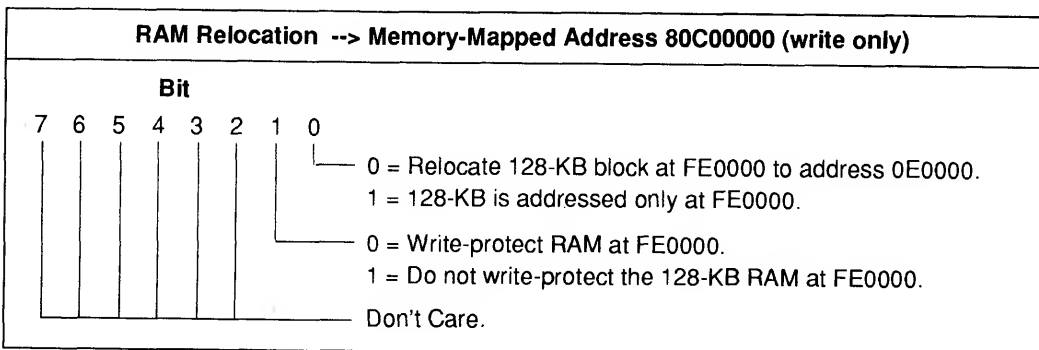 RAM Relocation --> Memory-Mapped Address 80C00000 (write only)
Bit
7 6 5 4 3 2 1 0
0 = Relocate 128-KB block at FE0000 to address 0E0000.
1 = 128-KB is addressed only at FE0000.
0 = Write-protect RAM at FE0000.
1 = Do not write-protect the 128-KB RAM at FE0000.
Don't Care.